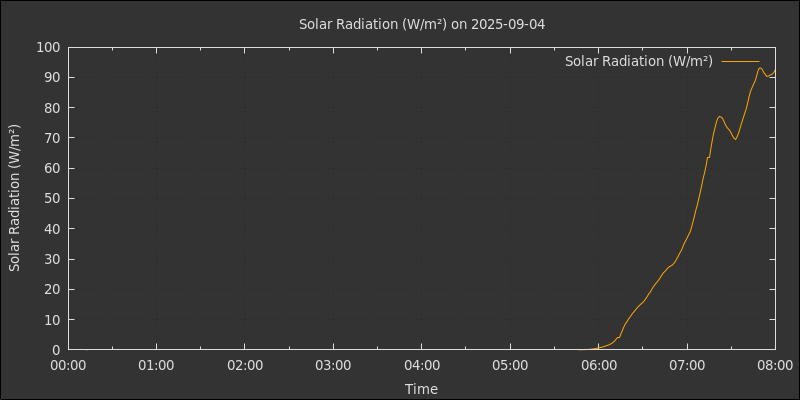 Solar Radiation (W/m²) on 2025-09-04
Solar Radiation (W/m²)
100
90
80
70
60
50
40
30
20
10
0
Solar Radiation (W/m²)
00:00 01:00 02:00 03:00 04:00 05:00 06:00 07:00 08:00
Time